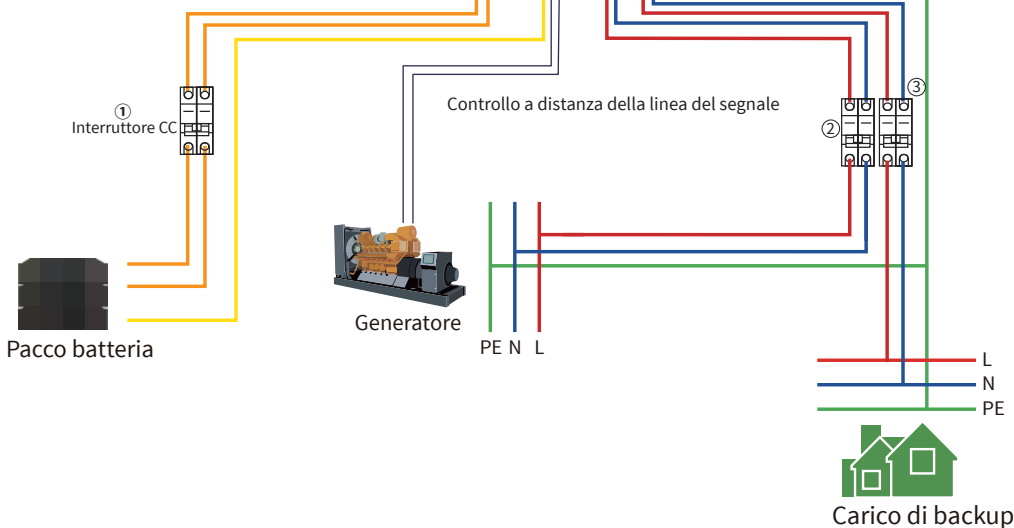 Controllo a distanza della linea del segnale
①
Interruttore CC
②
③
Generatore
PE N L
Pacco batteria
L
N
PE
Carico di backup